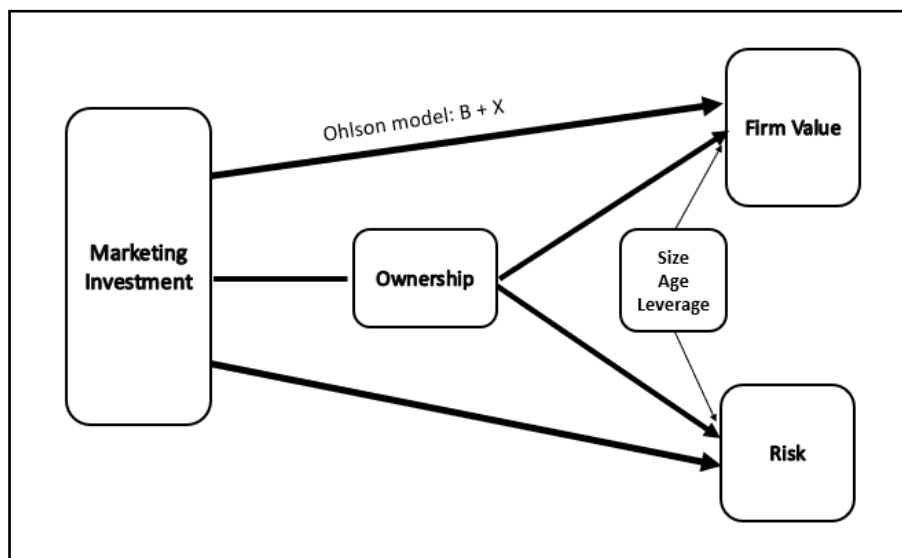 Ohlson model: B + X
Firm Value
Marketing
Investment
Ownership
Size
Age
Leverage
Risk